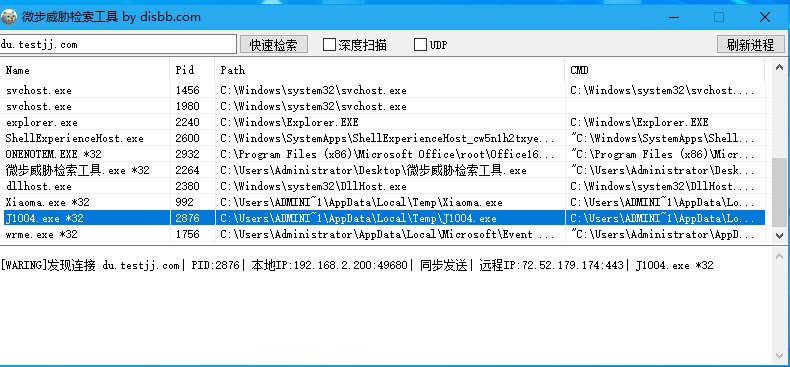 微步威胁检索工具 by disbb.com
du.testjj.com 快速检索 深度扫描 UDP 刷新进程
Name Pid Path CMD
svchost.exe 1456 C:\Windows\system32\svchost.exe C:\Windows\system32\svchost....
svchost.exe 1980 C:\Windows\system32\svchost.exe
explorer.exe 2240 C:\Windows\Explorer.EXE C:\Windows\Explorer.EXE
ShellExperienceHost.exe 2600 C:\Windows\SystemApps\ShellExperienceHost_cw5n1h2txye... "C:\Windows\SystemApps\Shell...
ONENOTEM.EXE *32 2932 C:\Program Files (x86)\Microsoft Office\root\Office16... "C:\Program Files (x86)\Micr...
微步威胁检索工具.exe *32 2264 C:\Users\Administrator\Desktop\微步威胁检索工具.exe "C:\Users\Administrator\Desk...
dllhost.exe 2380 C:\Windows\system32\DllHost.exe C:\Windows\system32\DllHost....
Xiaoma.exe *32 992 C:\Users\ADMINI~1\AppData\Local\Temp\Xiaoma.exe C:\Users\ADMINI~1\AppData\Lo...
J1004.exe *32 2876 C:\Users\ADMINI~1\AppData\Local\Temp\J1004.exe C:\Users\ADMINI~1\AppData\Lo...
wrme.exe *32 1756 C:\Users\Administrator\AppData\Local\Microsoft\Event ... "C:\Users\Administrator\AppD...
[WARING]发现连接 du.testjj.com| PID:2876| 本地IP:192.168.2.200:49680| 同步发送| 远程IP:72.52.179.174:443| J1004.exe *32